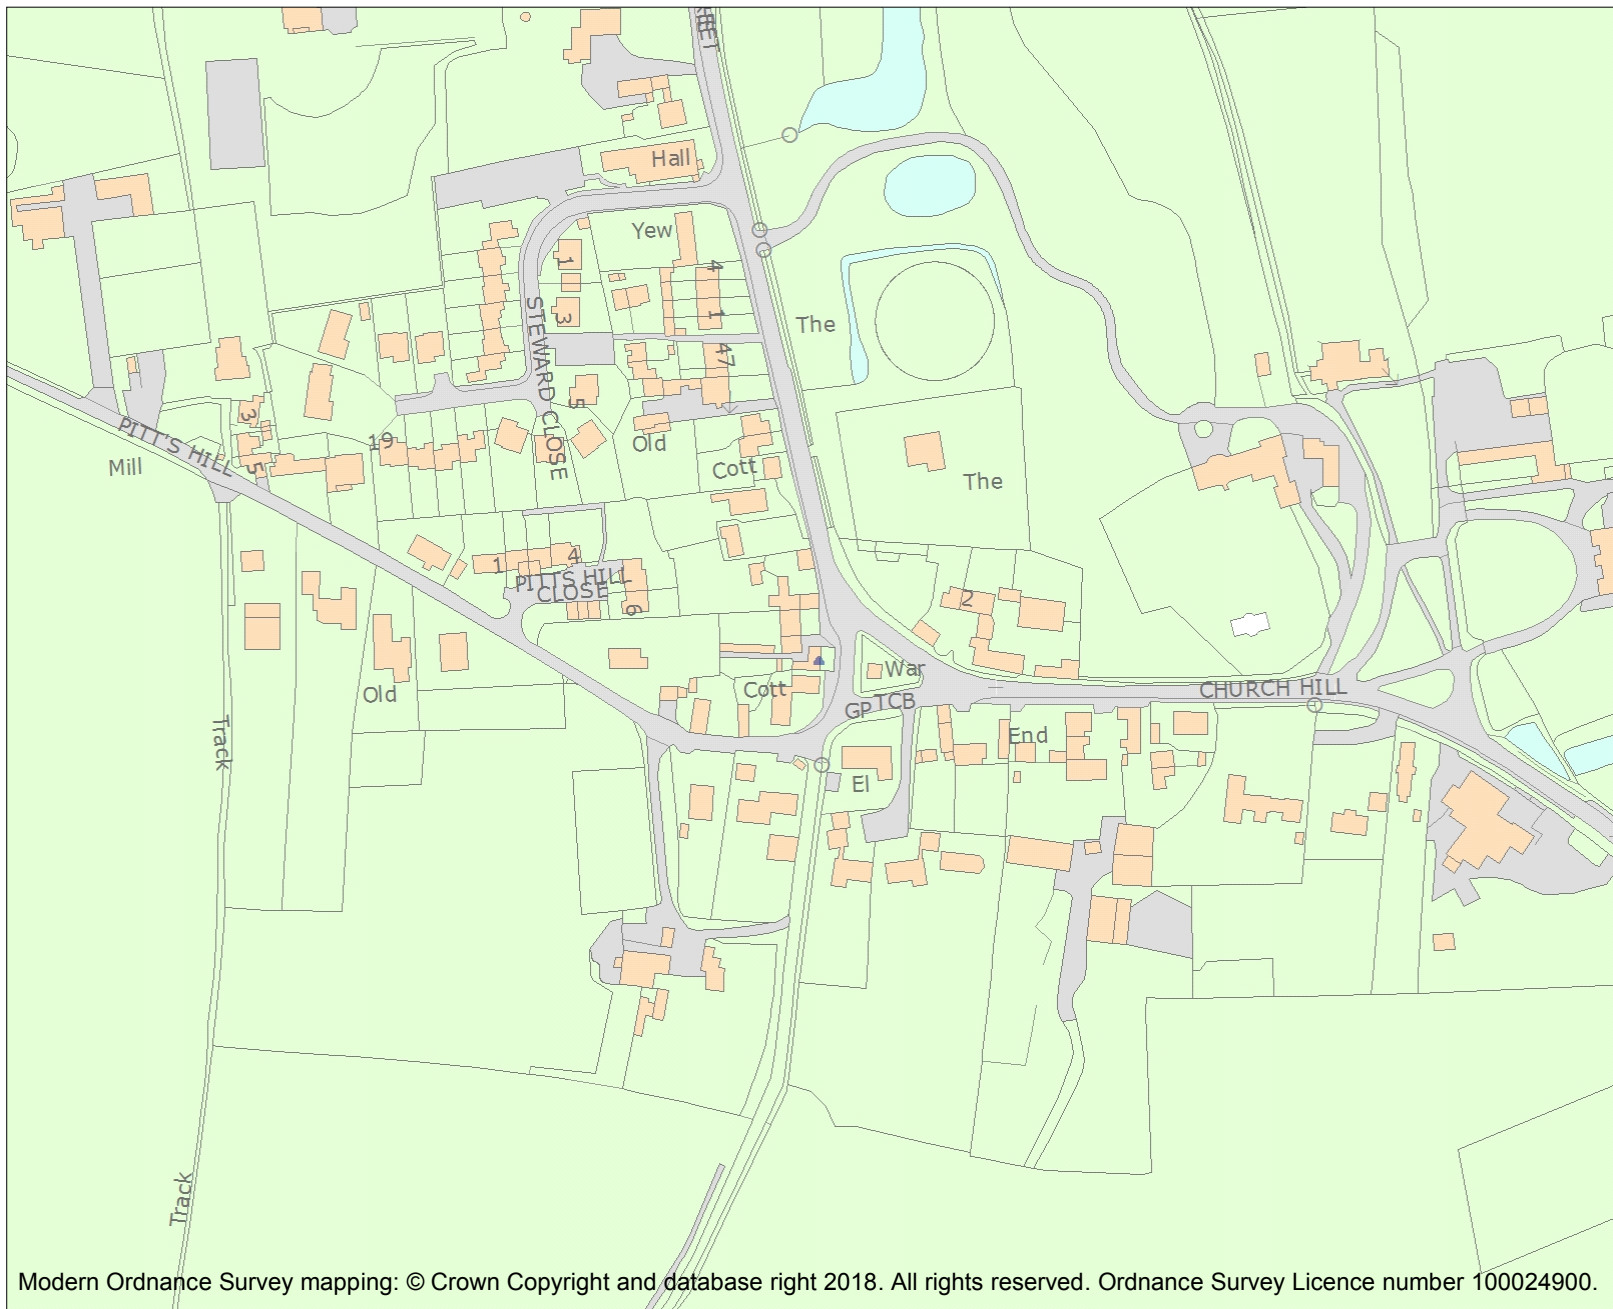 Hall
Yew
1
3
4
1
STEWARD CLOSE
47
The
5
Old
Cott
The
3
5
19
PITT'S HILL
Mill
1
4
PITTS HILL
CLOSE
6
2
Old
Cott
War
GP
TCB
CHURCH HILL
End
El
Track
Track
Modern Ordnance Survey mapping: © Crown Copyright and database right 2018. All rights reserved. Ordnance Survey Licence number 100024900.